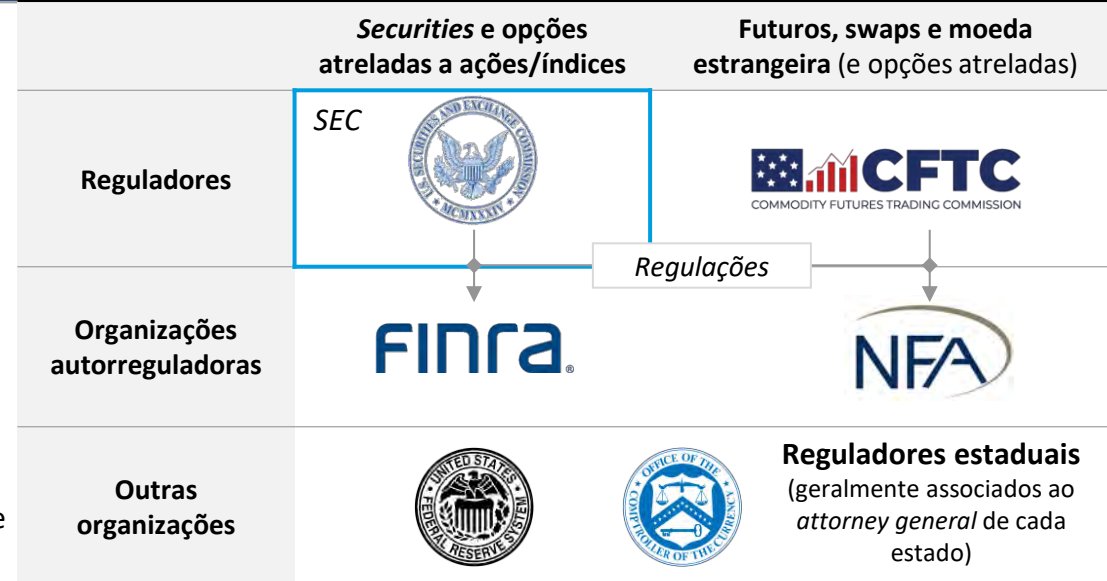 Securities e opções
atreladas a ações/índices
Futuros, swaps e moeda
estrangeira (e opções atreladas)
Reguladores
SEC
U.S. SECURITIES AND EXCHANGE COMMISSION
MCMXXXIV
CFTC
COMMODITY FUTURES TRADING COMMISSION
Regulações
Organizações
autorreguladoras
FINra®
NFA
e
Outras
organizações
UNITED STATES
FEDERAL RESERVE SYSTEM
OFFICE OF THE
COMPTROLLER OF THE CURRENCY
Reguladores estaduais
(geralmente associados ao
attorney general de cada
estado)